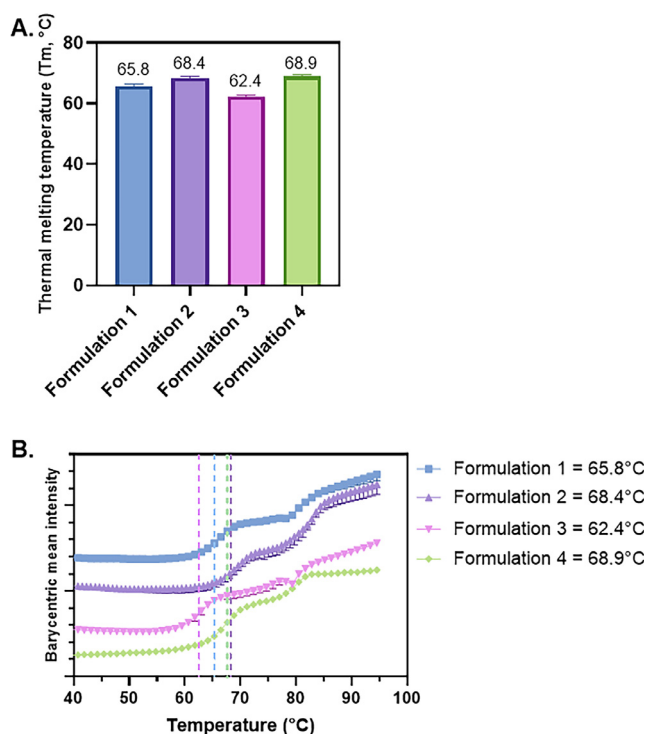 A.
Thermal melting temperature (Tm, °C)
80
60
40
20
0
65.8
68.4
62.4
68.9
Formulation 1
Formulation 2
Formulation 3
Formulation 4
B.
Barycentric mean intensity
40
50
60
70
80
90
100
Temperature (°C)
Formulation 1 = 65.8°C
Formulation 2 = 68.4°C
Formulation 3 = 62.4°C
Formulation 4 = 68.9°C